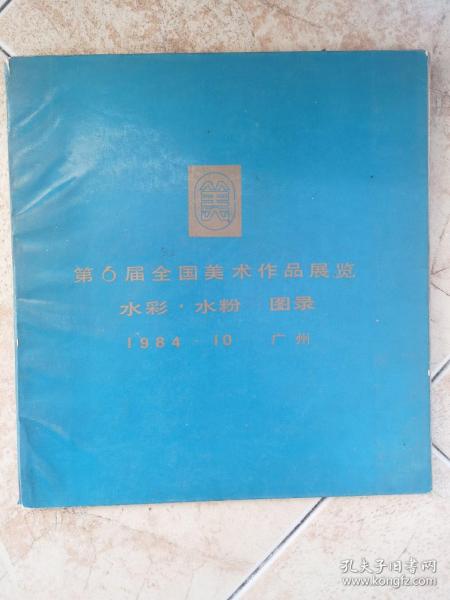 美
第6届全国美术作品展览
水彩·水粉 图录
1984·10 广州
孔夫子旧书网
www.kongfz.com